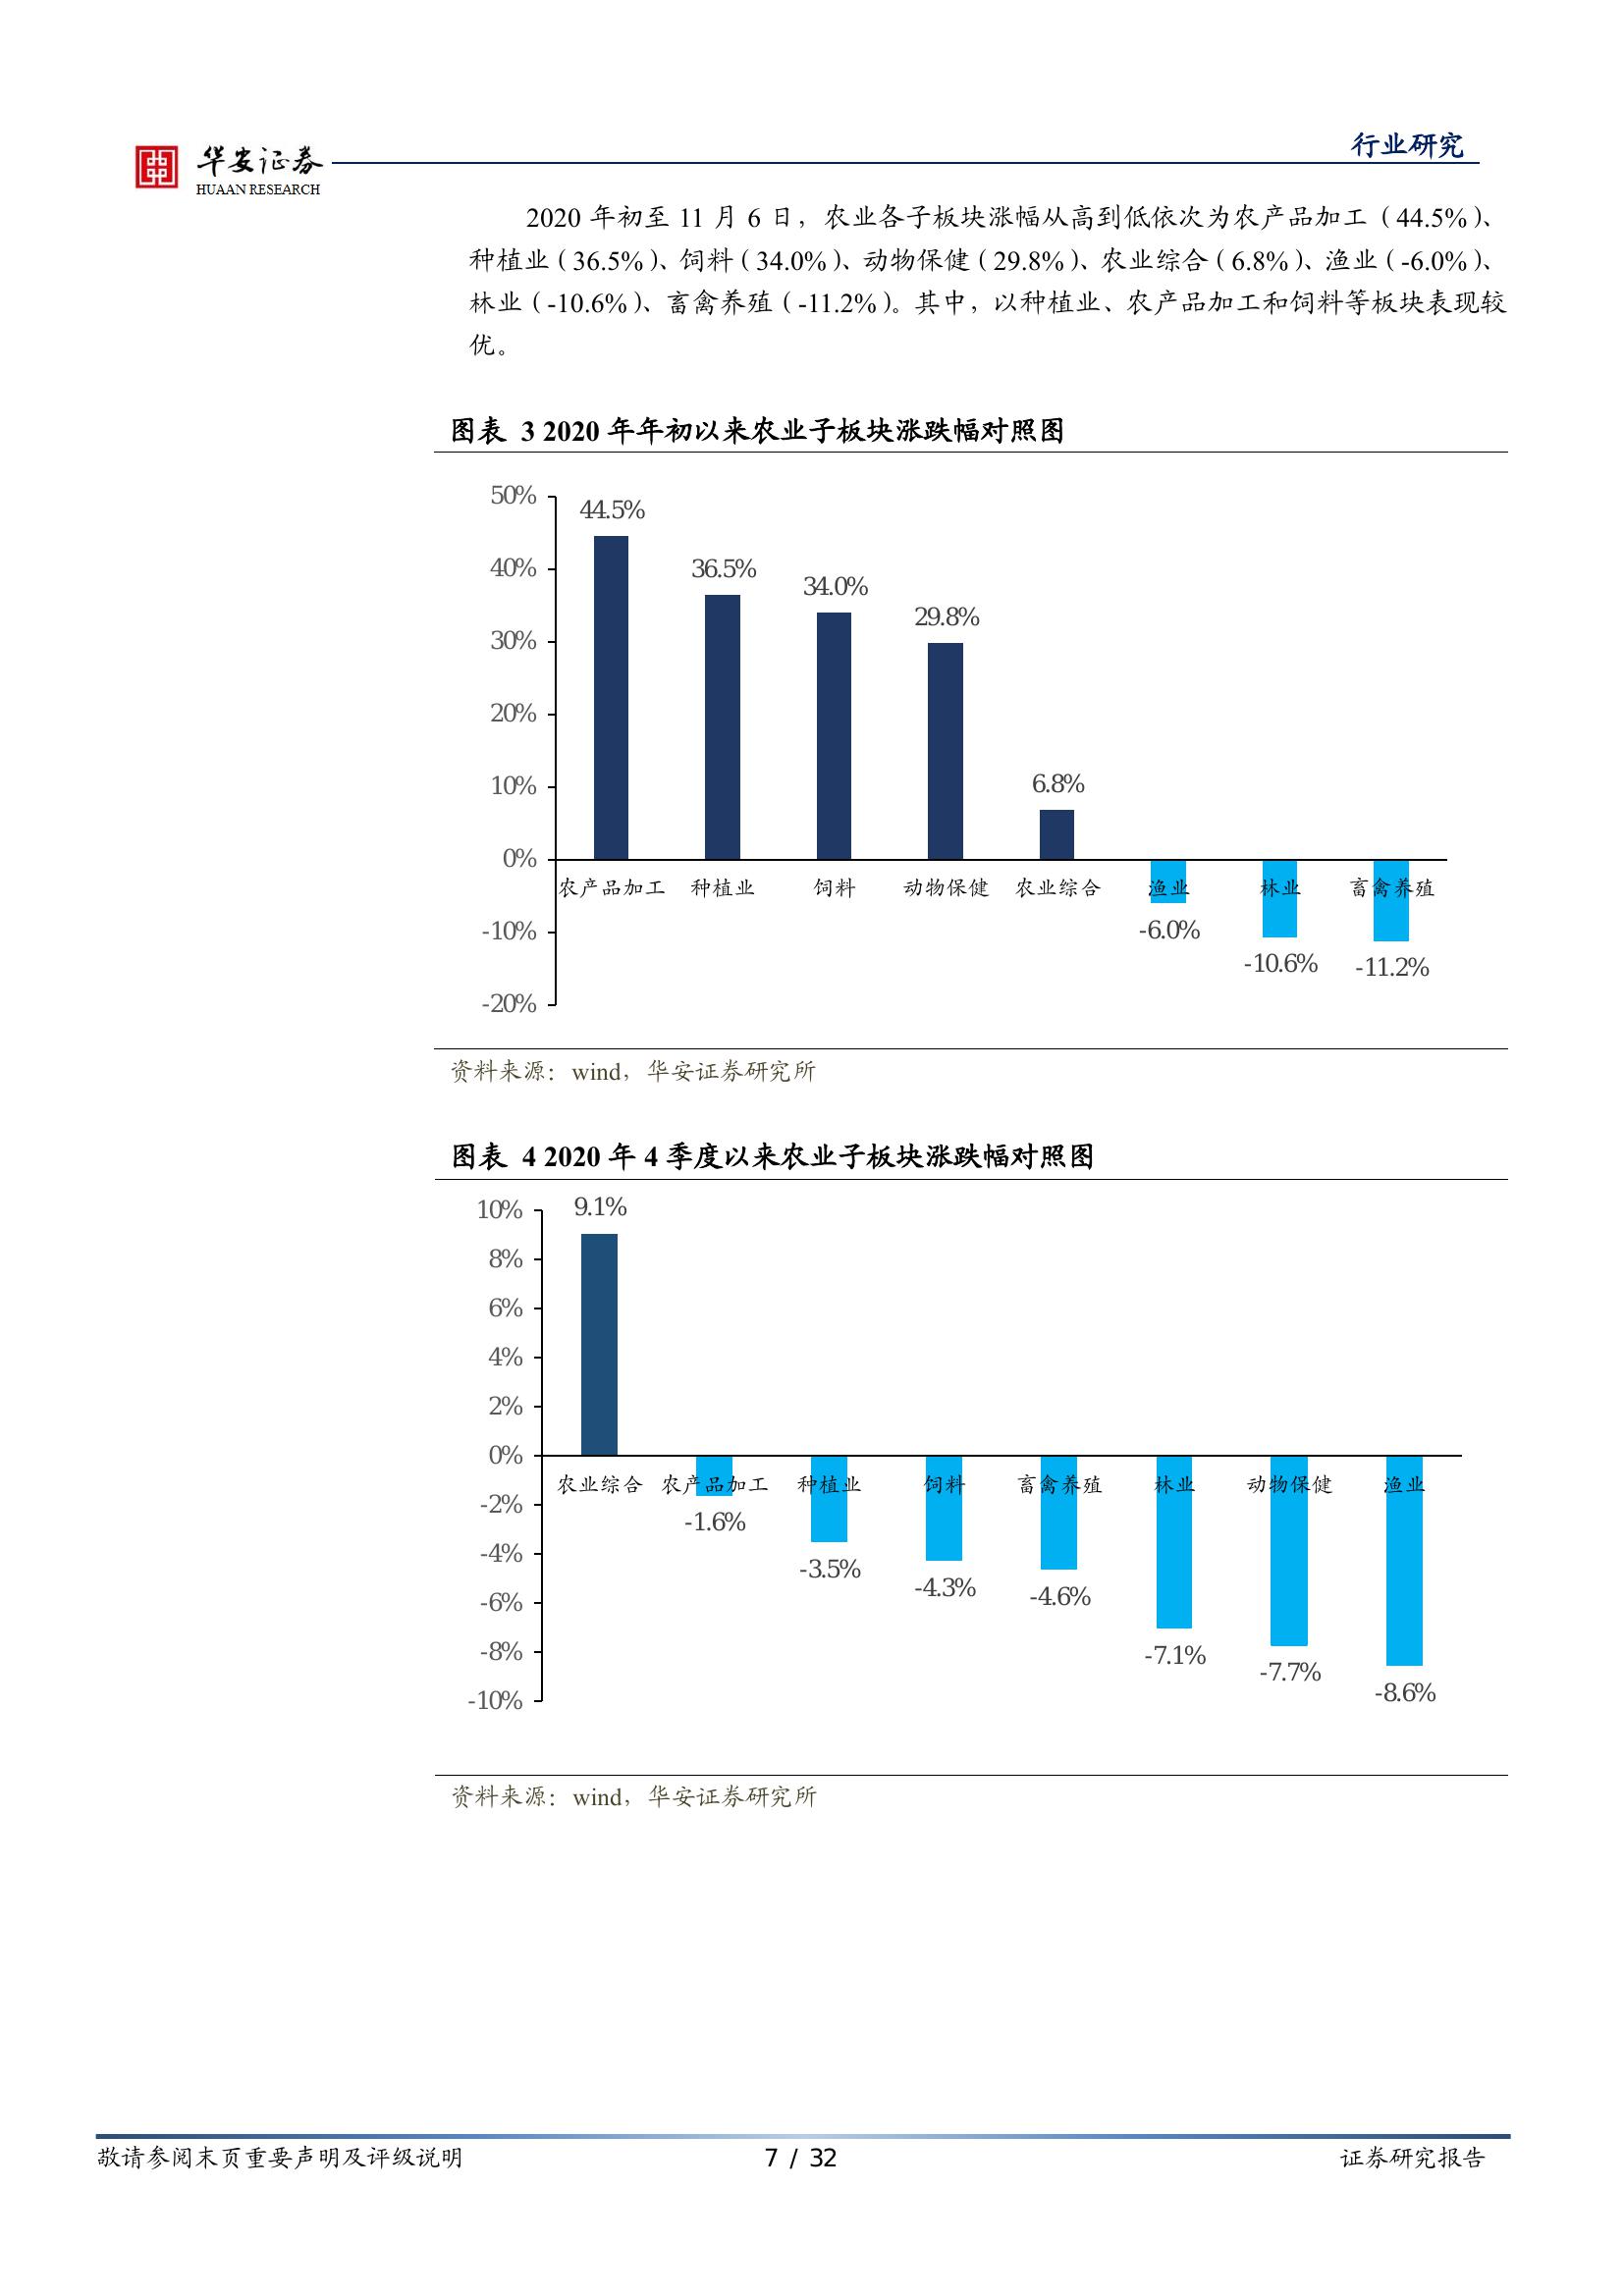 华安证券
HUAAN RESEARCH
行业研究
2020 年初至 11 月 6 日，农业各子板块涨幅从高到低依次为农产品加工（44.5%）、
种植业（36.5%）、饲料（34.0%）、动物保健（29.8%）、农业综合（6.8%）、渔业（-6.0%）、
林业（-10.6%）、畜禽养殖（-11.2%）。其中，以种植业、农产品加工和饲料等板块表现较
优。
图表 3 2020 年年初以来农业子板块涨跌幅对照图
50%
40%
30%
20%
10%
0%
-10%
-20%
44.5%
36.5%
34.0%
29.8%
6.8%
农产品加工 种植业 饲料 动物保健 农业综合 渔业 林业 畜禽养殖
-6.0%
-10.6%
-11.2%
资料来源：wind，华安证券研究所
图表 4 2020 年 4 季度以来农业子板块涨跌幅对照图
10%
8%
6%
4%
2%
0%
-2%
-4%
-6%
-8%
-10%
9.1%
农业综合 农产品加工 种植业 饲料 畜禽养殖 林业 动物保健 渔业
-1.6%
-3.5%
-4.3%
-4.6%
-7.1%
-7.7%
-8.6%
资料来源：wind，华安证券研究所
敬请参阅末页重要声明及评级说明
7 / 32
证券研究报告